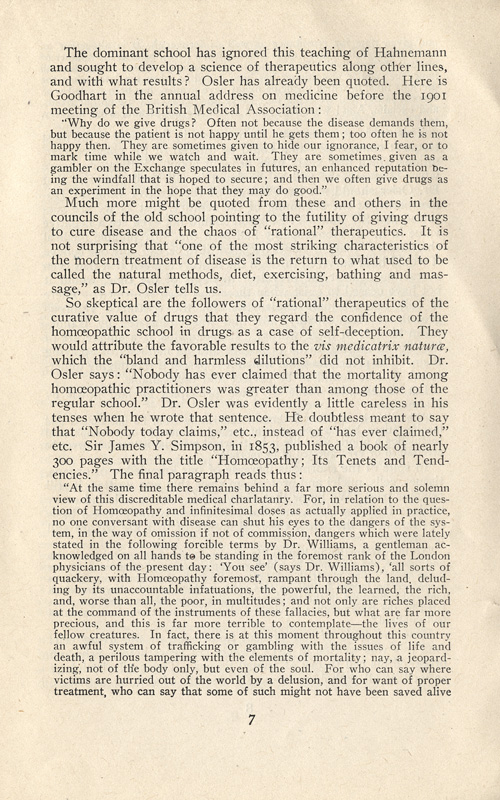 The dominant school has ignored this teaching of Hahnemann
and sought to develop a science of therapeutics along other lines,
and with what results? Osler has already been quoted. Here is
Goodhart in the annual address on medicine before the 1901
meeting of the British Medical Association:
"Why do we give drugs? Often not because the disease demands them,
but because the patient is not happy until he gets them; too often he is not
happy then. They are sometimes given to hide our ignorance, I fear, or to
mark time while we watch and wait. They are sometimes given as a
gambler on the Exchange speculates in futures, an enhanced reputation be-
ing the windfall that is hoped to secure; and then we often give drugs as
an experiment in the hope that they may do good."
Much more might be quoted from these and others in the
councils of the old school pointing to the futility of giving drugs
to cure disease and the chaos of "rational" therapeutics. It is
not surprising that "one of the most striking characteristics of
the modern treatment of disease is the return to what used to be
called the natural methods, diet, exercising, bathing and mas-
sage," as Dr. Osler tells us.
So skeptical are the followers of "rational" therapeutics of the
curative value of drugs that they regard the confidence of the
homœopathic school in drugs as a case of self-deception. They
would attribute the favorable results to the vis medicatrix naturæ,
which the "bland and harmless dilutions" did not inhibit. Dr.
Osler says: "Nobody has ever claimed that the mortality among
homœopathic practitioners was greater than among those of the
regular school." Dr. Osler was evidently a little careless in his
tenses when he wrote that sentence. He doubtless meant to say
that "Nobody today claims," etc., instead of "has ever claimed,"
etc. Sir James Y. Simpson, in 1853, published a book of nearly
300 pages with the title "Homœopathy; Its Tenets and Tend-
encies." The final paragraph reads thus:
"At the same time there remains behind a far more serious and solemn
view of this discreditable medical charlatanry. For, in relation to the ques-
tion of Homœopathy and infinitesimal doses as actually applied in practice,
no one conversant with disease can shut his eyes to the dangers of the sys-
tem, in the way of omission if not of commission, dangers which were lately
stated in the following forcible terms by Dr. Williams, a gentleman ac-
knowledged on all hands to be standing in the foremost rank of the London
physicians of the present day: 'You see' (says Dr. Williams), 'all sorts of
quackery, with Homœopathy foremost, rampant through the land, delud-
ing by its unaccountable infatuations, the powerful, the learned, the rich,
and, worse than all, the poor, in multitudes; and not only are riches placed
at the command of the instruments of these fallacies, but what are far more
precious, and this is far more terrible to contemplate—the lives of our
fellow creatures. In fact, there is at this moment throughout this country
an awful system of trafficking or gambling with the issues of life and
death, a perilous tampering with the elements of mortality; nay, a jeopard-
izing, not of the body only, but even of the soul. For who can say where
victims are hurried out of the world by a delusion, and for want of proper
treatment, who can say that some of such might not have been saved alive
7